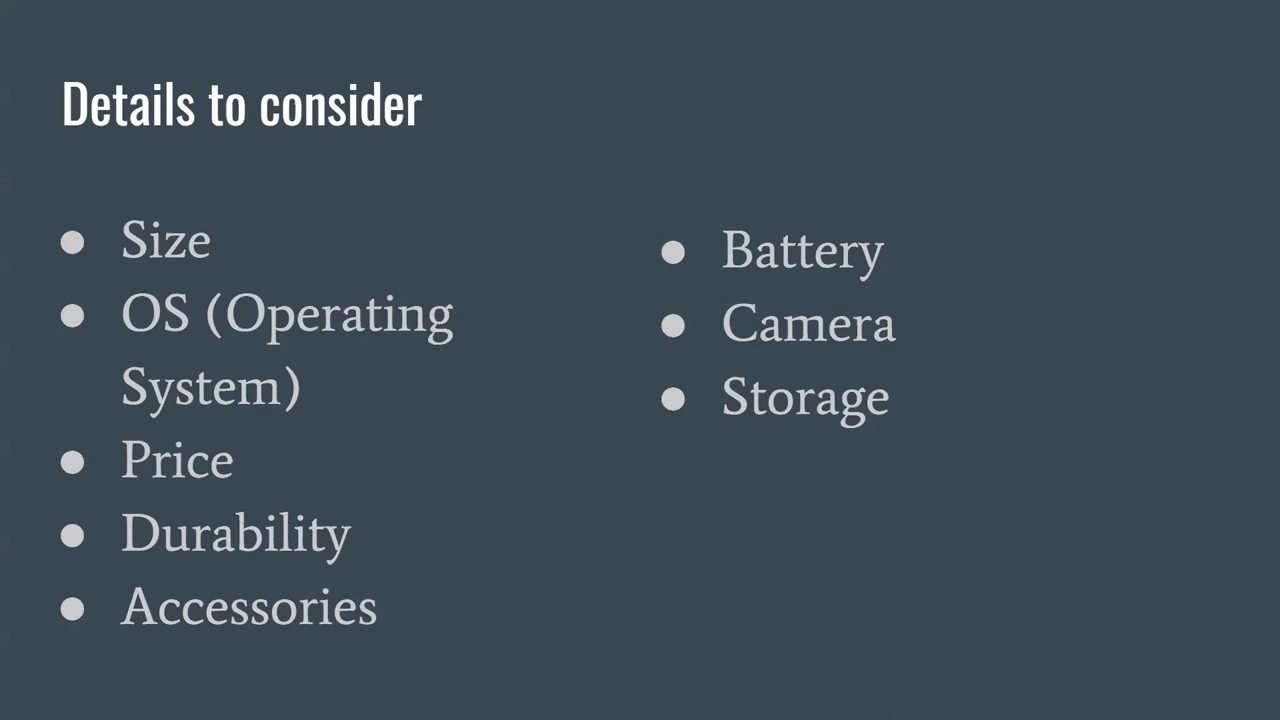 Details to consider
● Size
● OS (Operating
System)
● Price
● Durability
● Accessories
● Battery
● Camera
● Storage